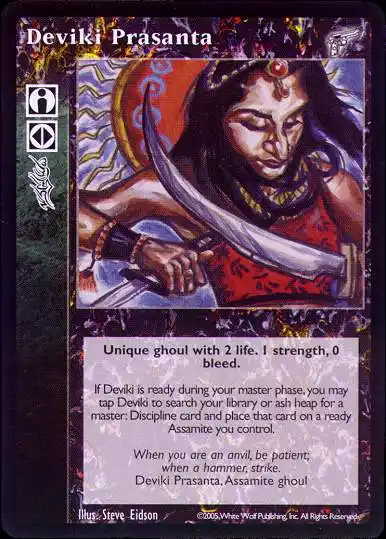 Deviki Prasanta
Unique ghoul with 2 life. 1 strength, 0
bleed.
If Deviki is ready during your master phase, you may
tap Deviki to search your library or ash heap for a
master: Discipline card and place that card on a ready
Assamite you control.
When you are an anvil, be patient;
when a hammer, strike.
Deviki Prasanta, Assamite ghoul
Illus: Steve Eidson
©2005, White Wolf Publishing, Inc. All Rights Reserved.